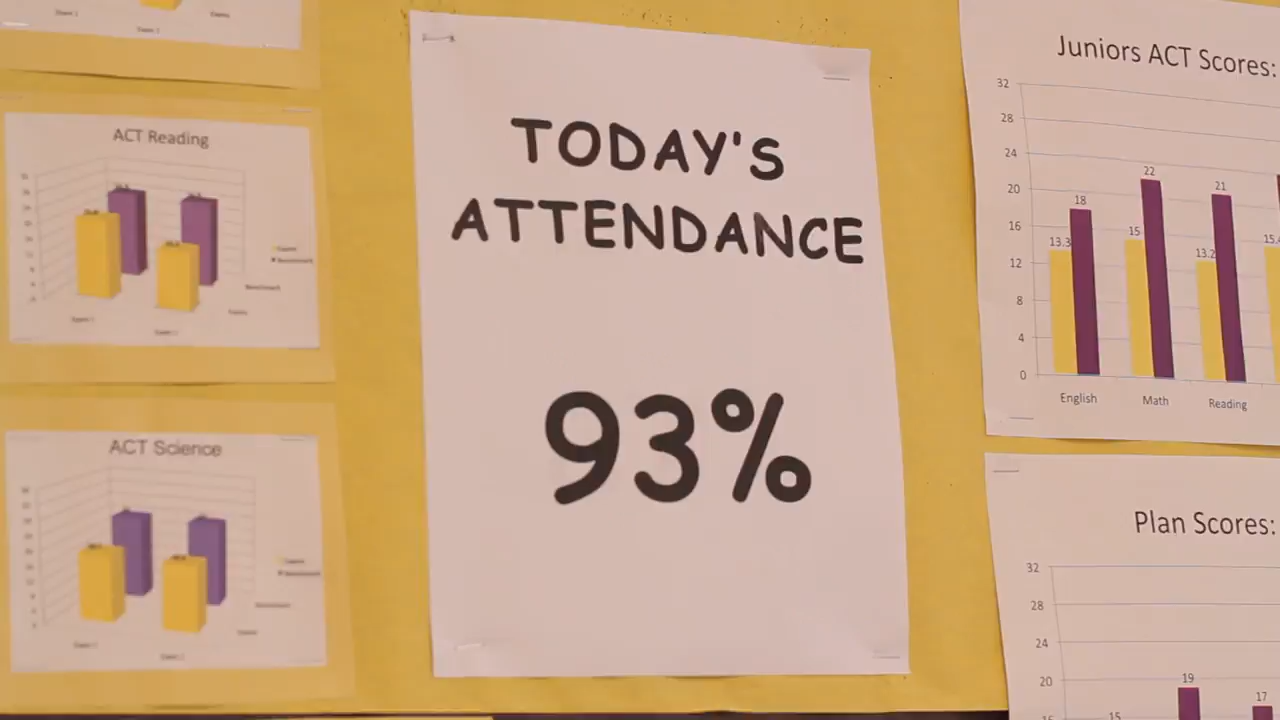 ACT Reading
ACT Science
TODAY'S
ATTENDANCE
93%
Juniors ACT Scores:
32
28
24
20
16
12
8
4
0
13.3
18
15
22
13.2
21
15.4
English
Math
Reading
Plan Scores:
32
28
24
20
15
19
17